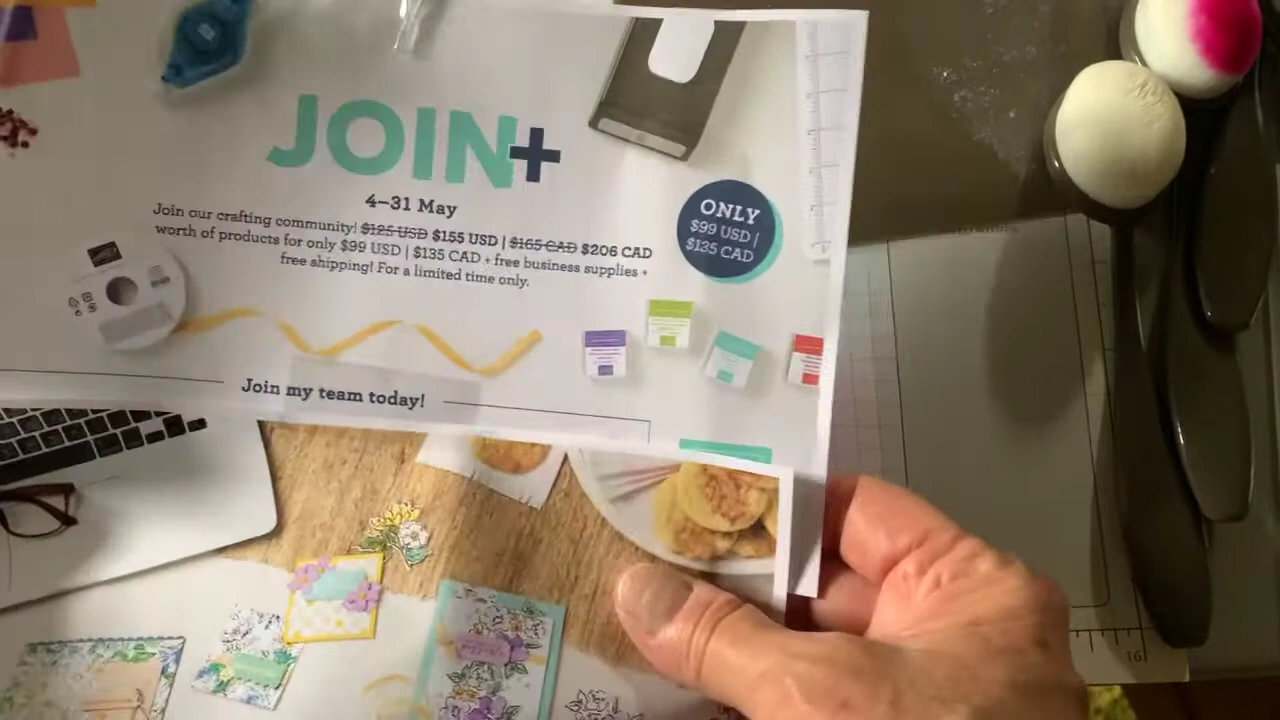 JOIN+
4–31 May
Join our crafting community! $125 USD $155 USD | $165 CAD $206 CAD
worth of products for only $99 USD | $135 CAD + free business supplies +
free shipping! For a limited time only.
ONLY
$99 USD |
$135 CAD
Join my team today!
16